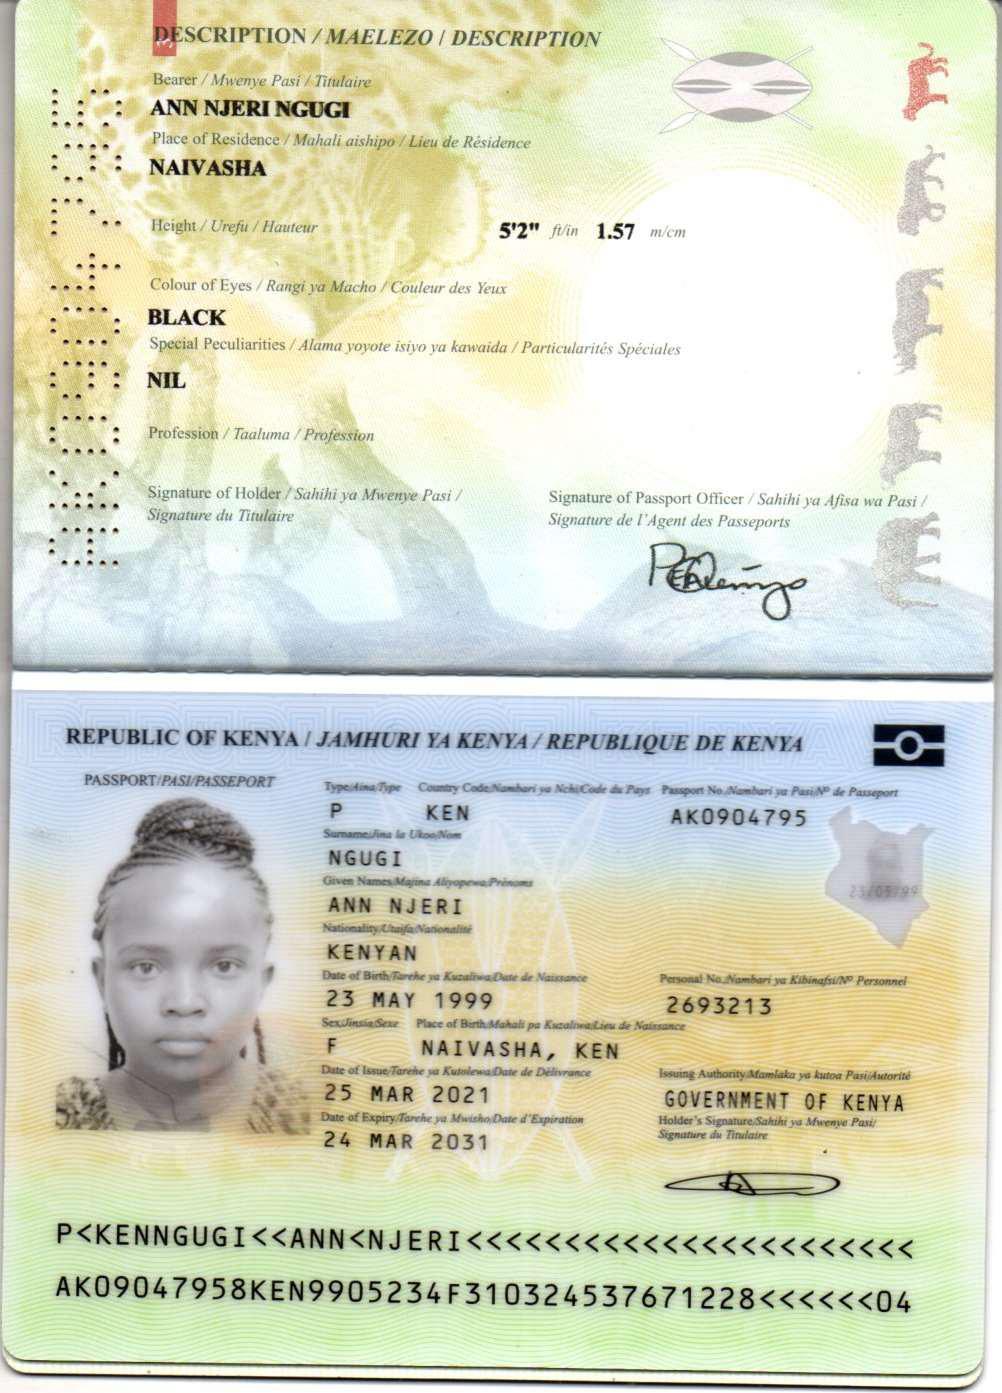 3
DESCRIPTION / MAELEZO / DESCRIPTION
Bearer / Mwenye Pasi / Titulaire
ANN NJERI NGUGI
Place of Residence / Mahali aishipo / Lieu de Résidence
NAIVASHA
Height / Urefu / Hauteur 5'2" ft/in 1.57 m/cm
Colour of Eyes / Rangi ya Macho / Couleur des Yeux
BLACK
Special Peculiarities / Alama yoyote isiyo ya kawaida / Particularités Spéciales
NIL
Profession / Taaluma / Profession
Signature of Holder / Sahihi ya Mwenye Pasi /
Signature du Titulaire
Signature of Passport Officer / Sahihi ya Afisa wa Pasi /
Signature de l'Agent des Passeports
AK0904795
REPUBLIC OF KENYA / JAMHURI YA KENYA / REPUBLIQUE DE KENYA
PASSPORT/PASI/PASSEPORT
Type/Aina/Type Country Code/Nambari ya Nchi/Code du Pays Passport No./Nambari ya Pasi/Nº de Passeport
P KEN AK0904795
Surname/Jina la Ukoo/Nom
NGUGI
23/05/99
Given Names/Majina Aliyopewa/Prénoms
ANN NJERI
Nationality/Utaifa/Nationalité
KENYAN
Date of Birth/Tarehe ya Kuzaliwa/Date de Naissance Personal No./Nambari ya Kibinafsi/Nº Personnel
23 MAY 1999 2693213
Sex/Jinsia/Sexe Place of Birth/Mahali pa Kuzaliwa/Lieu de Naissance
F NAIVASHA, KEN
Date of Issue/Tarehe ya Kutolewa/Date de Délivrance Issuing Authority/Mamlaka ya kutoa Pasi/Autorité
25 MAR 2021 GOVERNMENT OF KENYA
Date of Expiry/Tarehe ya Mwisho/Date d'Expiration Holder's Signature/Sahihi ya Mwenye Pasi/
Signature du Titulaire
24 MAR 2031
P<KENNGUGI<<ANN<NJERI<<<<<<<<<<<<<<<<<<<<<<<
AK09047958KEN9905234F310324537671228<<<<<<04